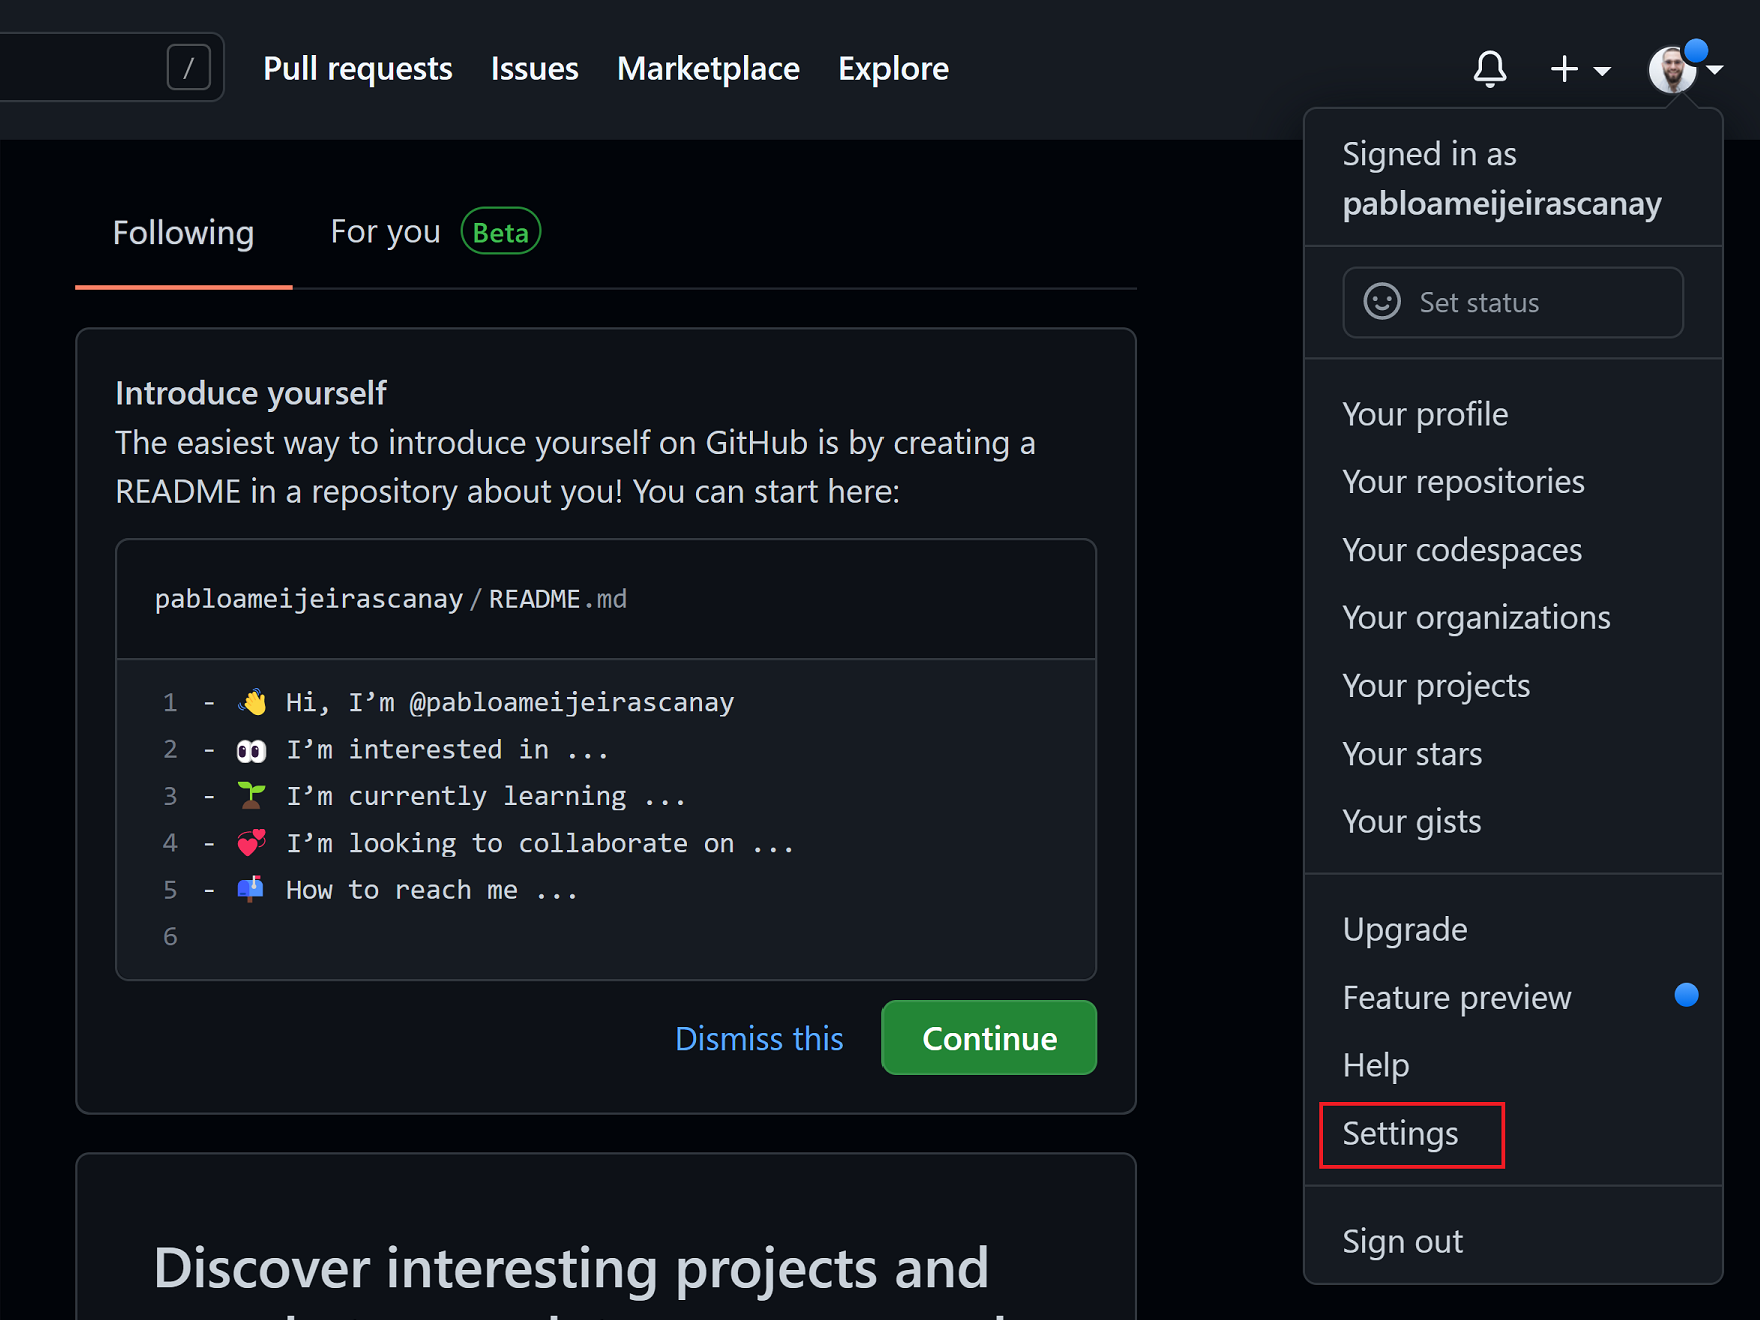 /
Pull requests
Issues
Marketplace
Explore
Following
For you
Beta
Introduce yourself
The easiest way to introduce yourself on GitHub is by creating a
README in a repository about you! You can start here:
pabloameijeirascanay/README.md
1 - 👋 Hi, I’m @pabloameijeirascanay
2 - 👀 I’m interested in ...
3 - 🌱 I’m currently learning ...
4 - 💞️ I’m looking to collaborate on ...
5 - 📫 How to reach me ...
6
Dismiss this
Continue
Discover interesting projects and
Signed in as
pabloameijeirascanay
Set status
Your profile
Your repositories
Your codespaces
Your organizations
Your projects
Your stars
Your gists
Upgrade
Feature preview
Help
Settings
Sign out